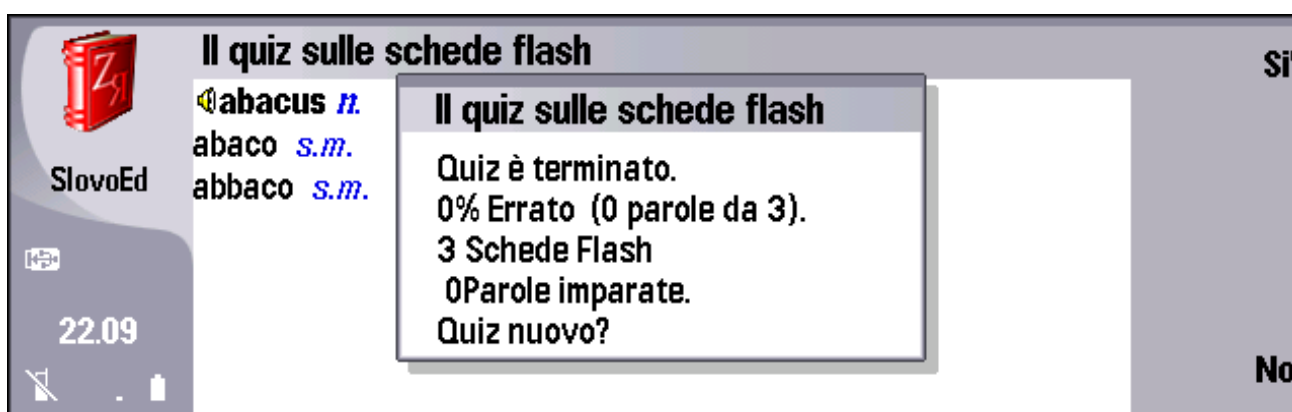 Il quiz sulle schede flash
Si'
abacus n.
abaco s.m.
abbaco s.m.
SlovoEd
22.09
Il quiz sulle schede flash
Quiz è terminato.
0% Errato (0 parole da 3).
3 Schede Flash
0Parole imparate.
Quiz nuovo?
No